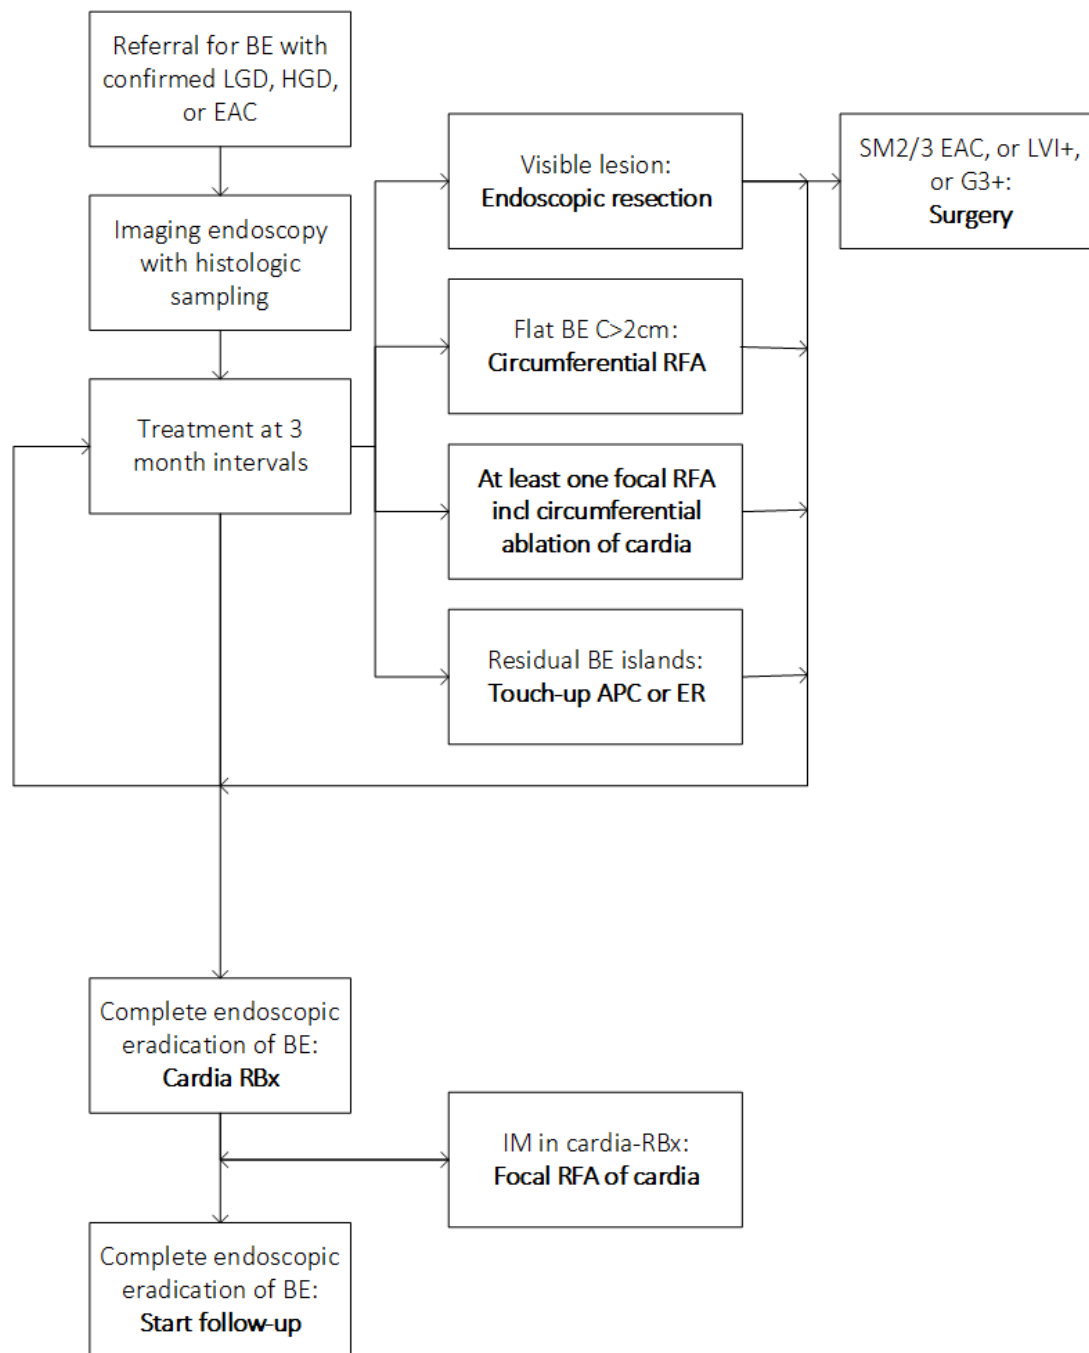 Referral for BE with
confirmed LGD, HGD,
or EAC
Imaging endoscopy
with histologic
sampling
Treatment at 3
month intervals
Visible lesion:
Endoscopic resection
SM2/3 EAC, or LVI+,
or G3+:
Surgery
Flat BE C>2cm:
Circumferential RFA
At least one focal RFA
incl circumferential
ablation of cardia
Residual BE islands:
Touch-up APC or ER
Complete endoscopic
eradication of BE:
Cardia RBx
IM in cardia-RBx:
Focal RFA of cardia
Complete endoscopic
eradication of BE:
Start follow-up